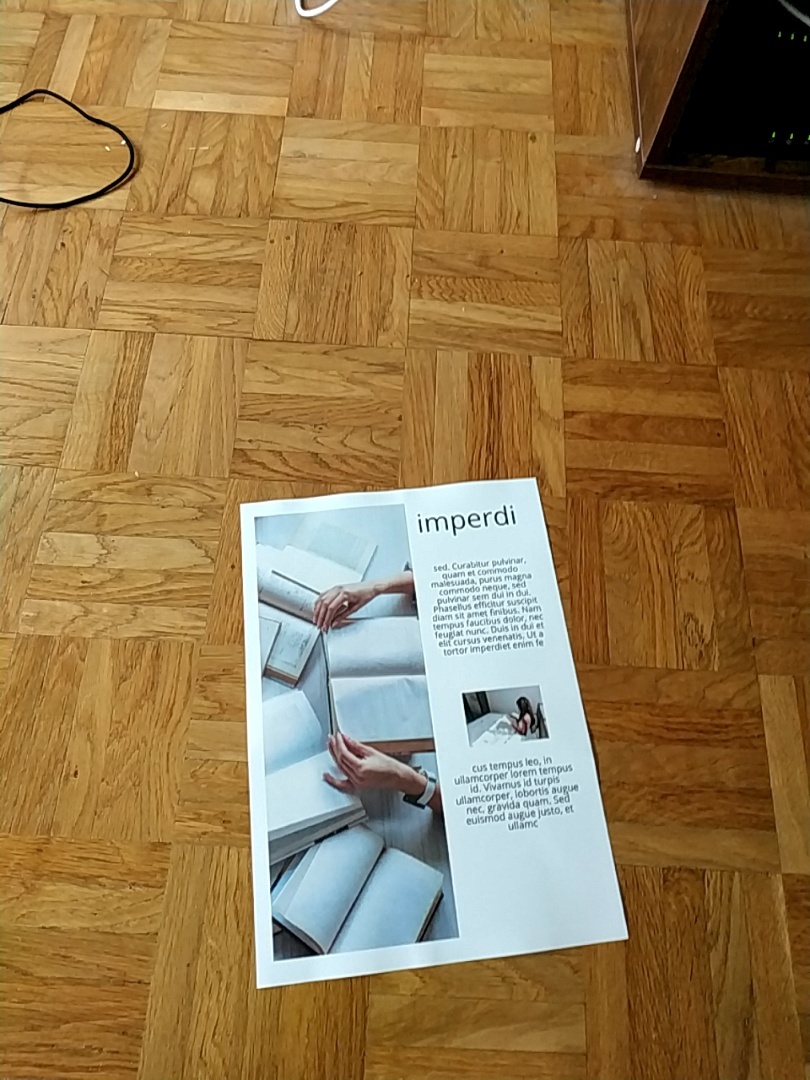 imperdi
sed. Curabitur pulvinar,
quam et commodo
malesuada, purus magna
commodo neque, sed
pulvinar sem dui in dui.
Phasellus efficitur suscipit
diam sit amet finibus. Nam
tempus faucibus dolor, nec
feugiat nunc. Duis in dui et
elit cursus venenatis. Ut a
tortor imperdiet enim fe
cus tempus leo, in
ullamcorper lorem tempus
id. Vivamus id turpis
ullamcorper, lobortis augue
nec, gravida quam. Sed
euismod augue justo, et
ullamc